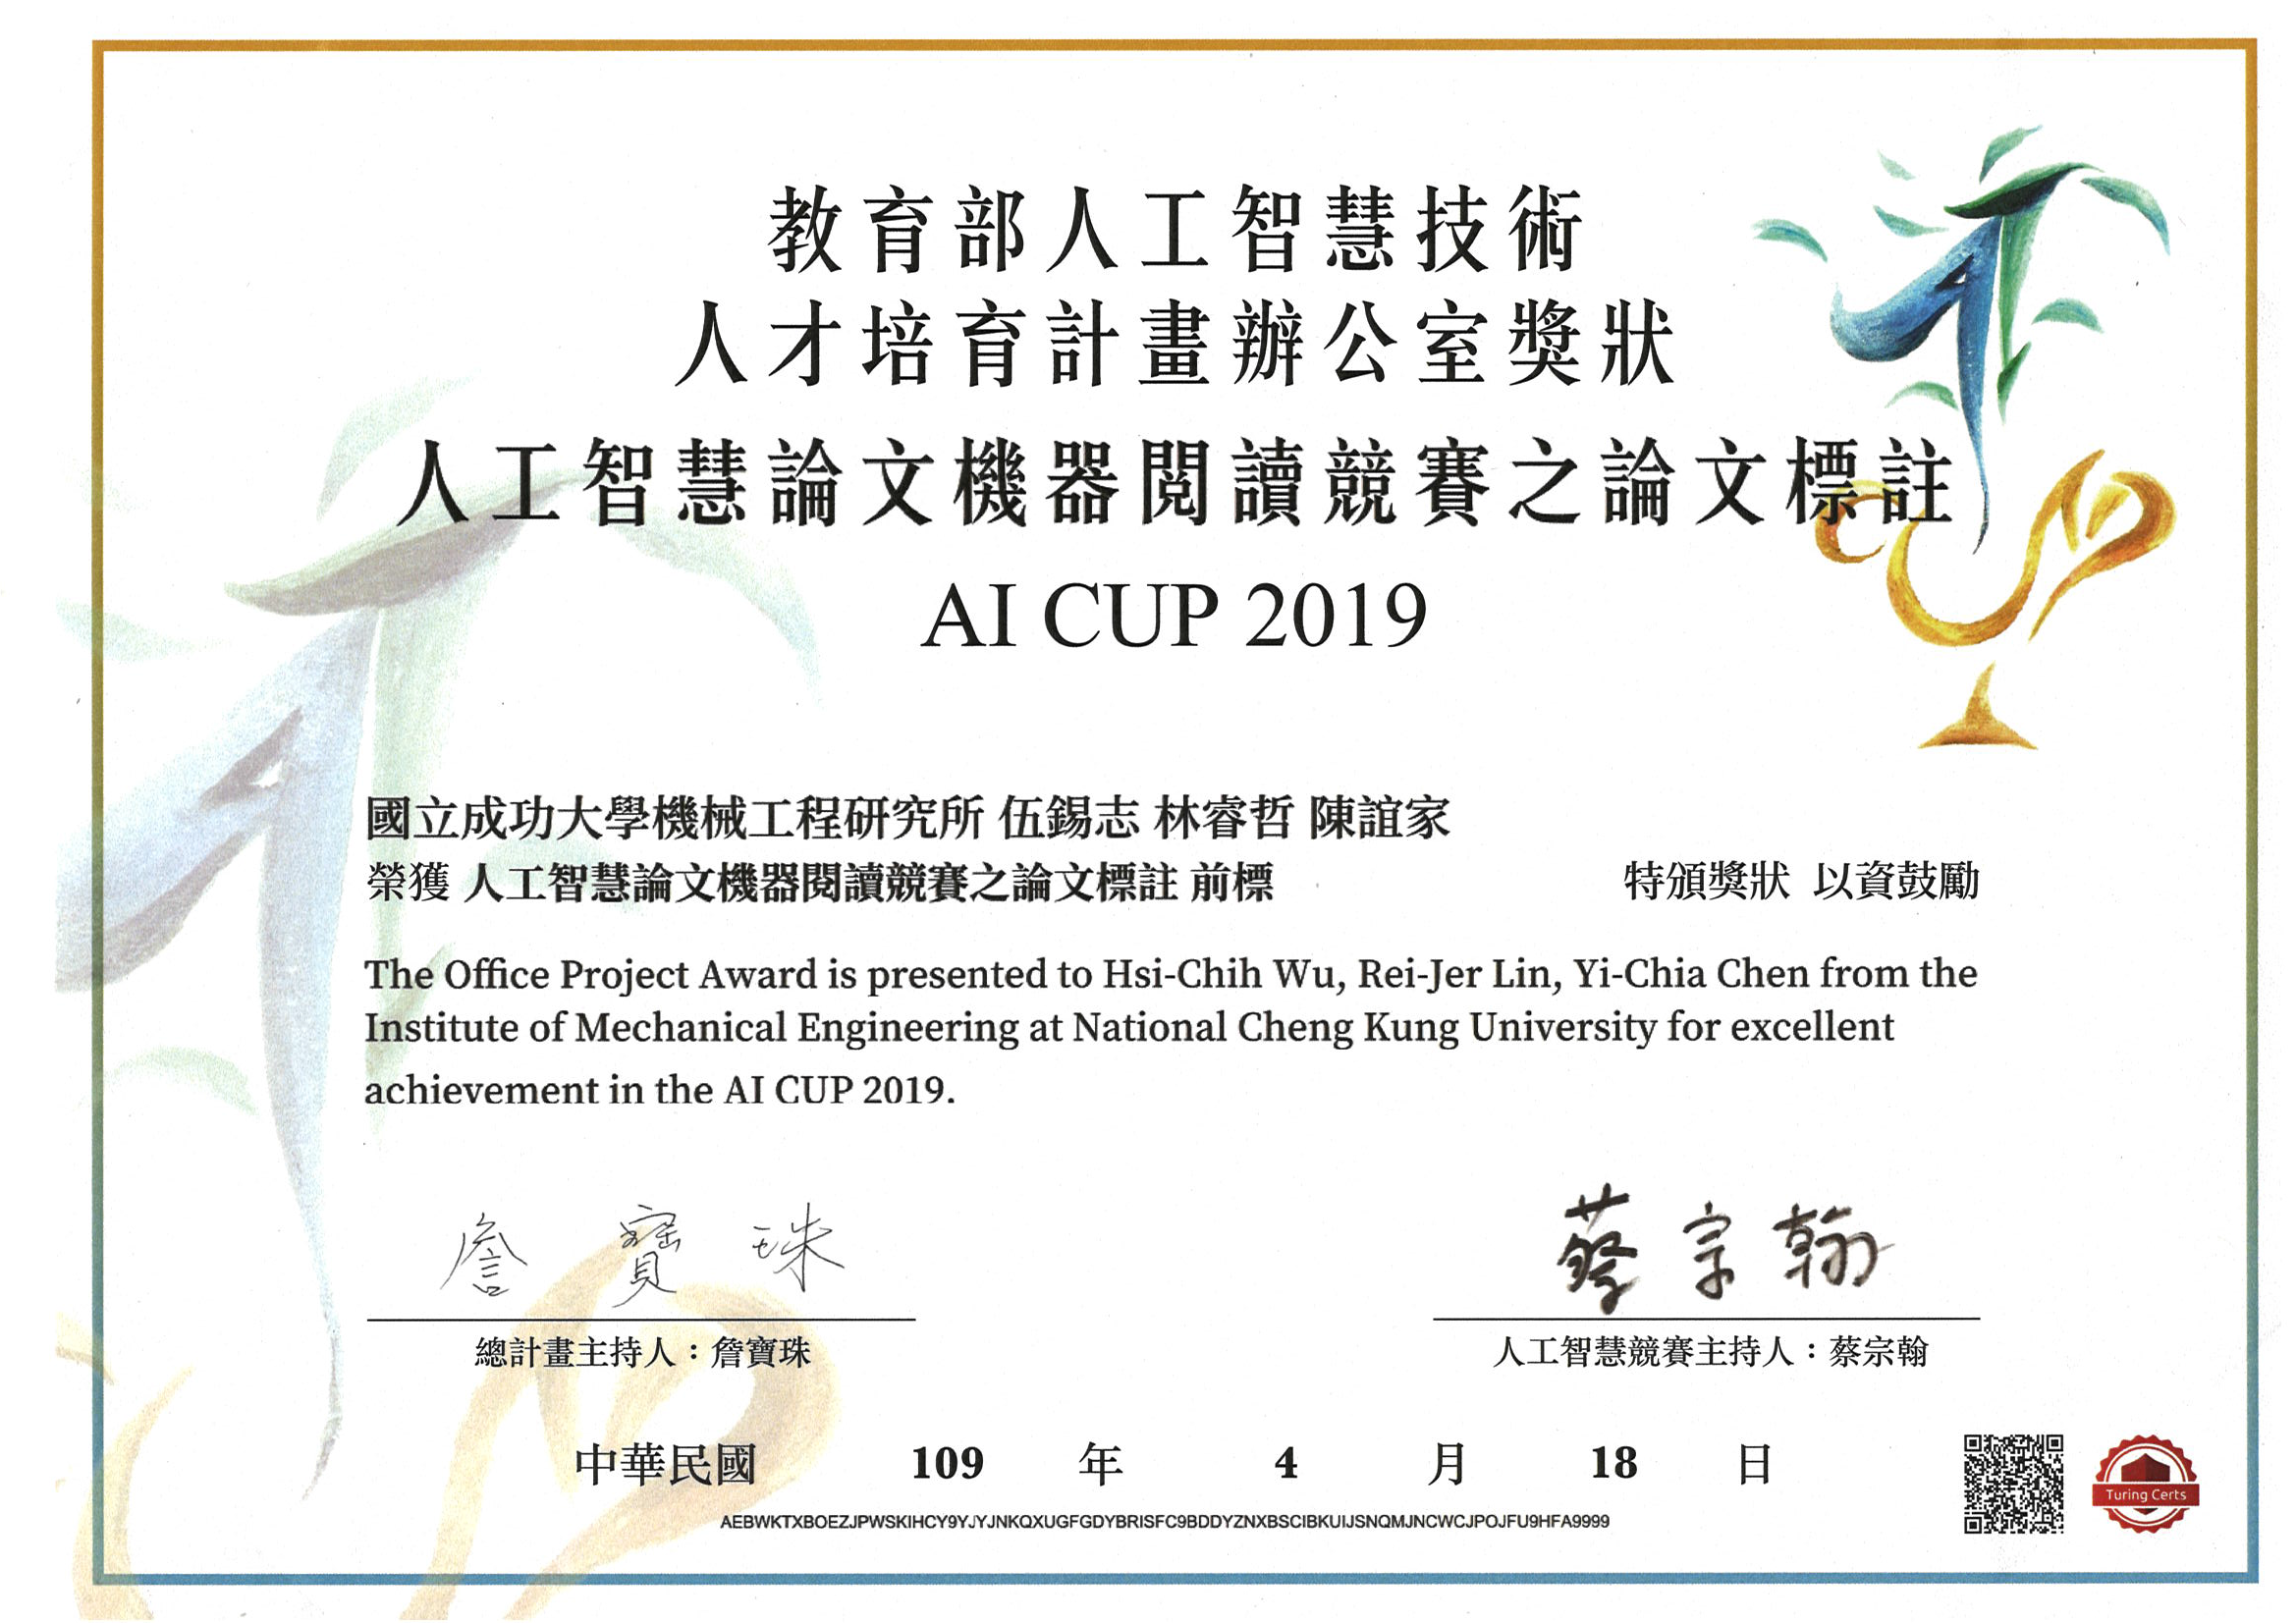 教育部人工智慧技術
人才培育計畫辦公室獎狀
人工智慧論文機器閱讀競賽之論文標註
AI CUP 2019
國立成功大學機械工程研究所 伍錫志 林睿哲 陳誼家
榮獲 人工智慧論文機器閱讀競賽之論文標註 前標 特頒獎狀 以資鼓勵
The Office Project Award is presented to Hsi-Chih Wu, Rei-Jer Lin, Yi-Chia Chen from the
Institute of Mechanical Engineering at National Cheng Kung University for excellent
achievement in the AI CUP 2019.
詹寶珠 蔡宗翰
總計畫主持人：詹寶珠 人工智慧競賽主持人：蔡宗翰
中華民國 109 年 4 月 18 日
Turing Certs
AEBWKTXBOEZJPWSKIHCY9YJYJNKQXUGFGDYBRISFC9BDDYZNXBSCIBKUIJSNQMJNCWCJPOJFU9HFA9999